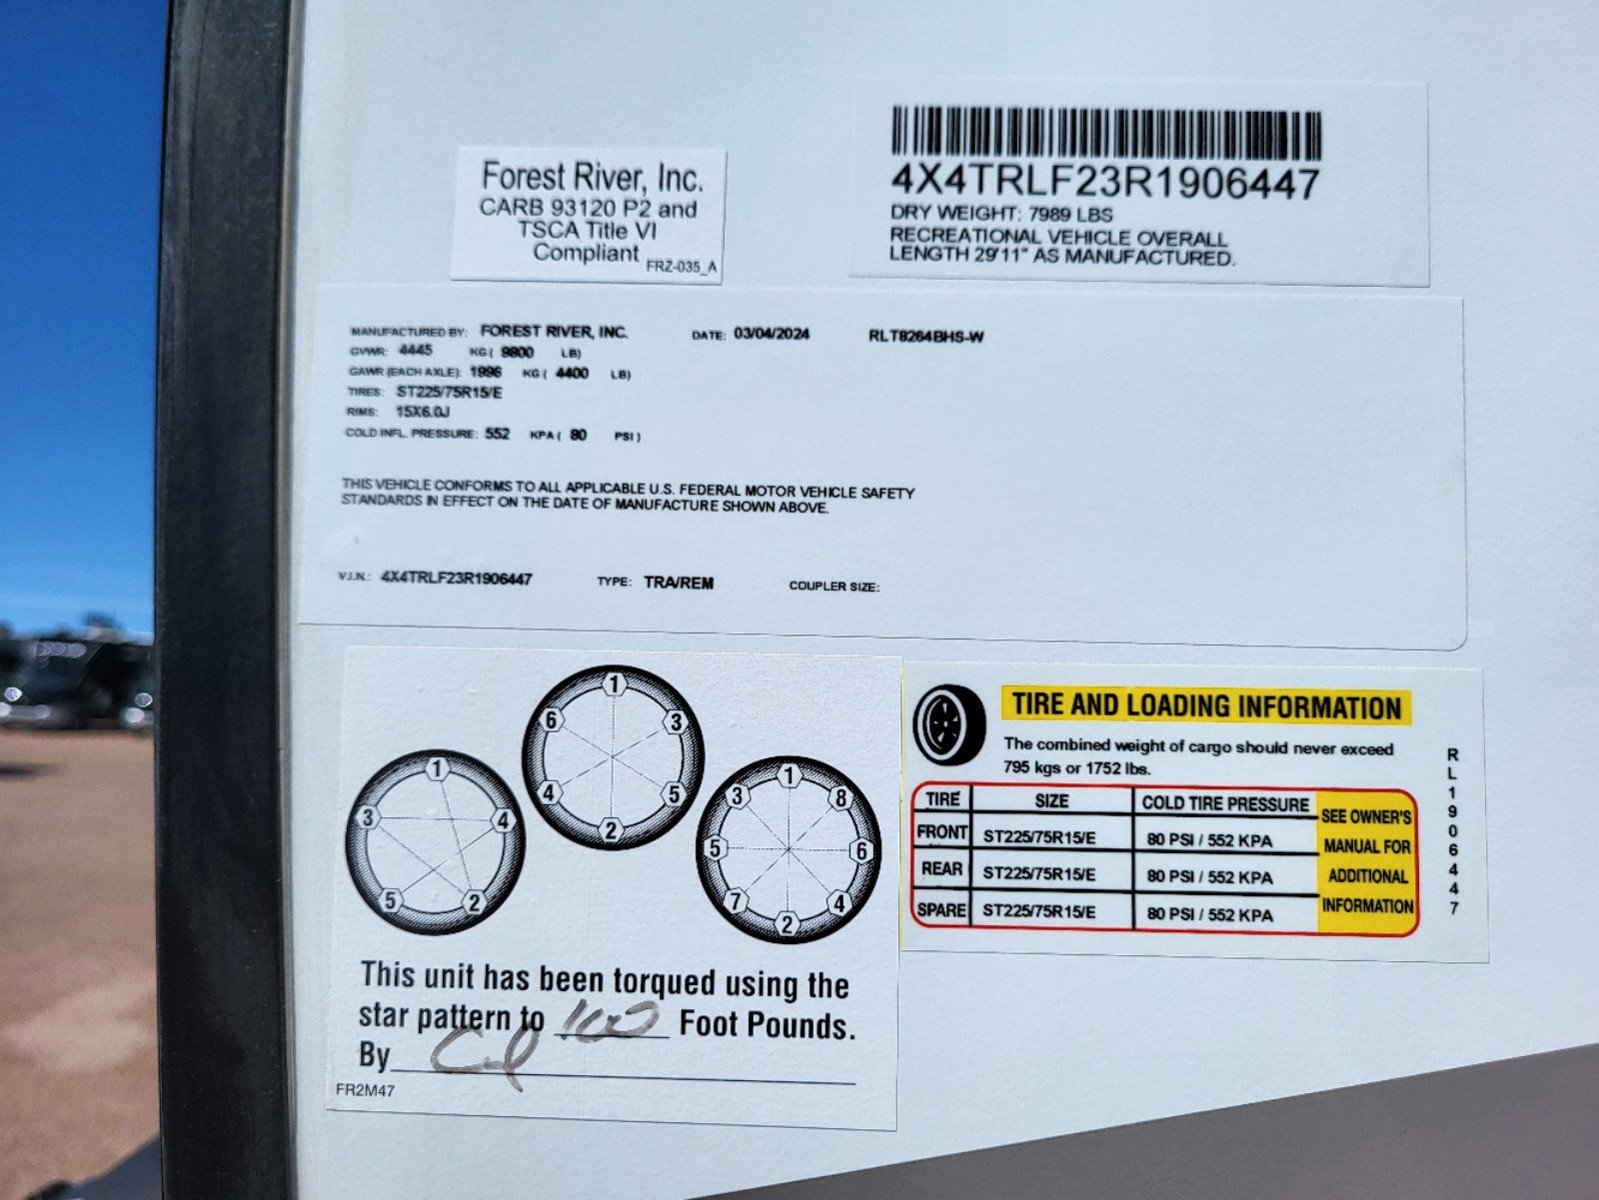 Forest River, Inc.
CARB 93120 P2 and
TSCA Title VI
Compliant
FRZ-035_A
4X4TRLF23R1906447
DRY WEIGHT: 7989 LBS
RECREATIONAL VEHICLE OVERALL
LENGTH 29'11" AS MANUFACTURED.
MANUFACTURED BY: FOREST RIVER, INC. DATE: 03/04/2024 RLT8264BHS-W
GVWR: 4445 KG ( 9800 LB)
GAWR (EACH AXLE): 1996 KG ( 4400 LB)
TIRES: ST225/75R15/E
RIMS: 15X6.0J
COLD INFL. PRESSURE: 552 KPA ( 80 PSI )
THIS VEHICLE CONFORMS TO ALL APPLICABLE U.S. FEDERAL MOTOR VEHICLE SAFETY
STANDARDS IN EFFECT ON THE DATE OF MANUFACTURE SHOWN ABOVE.
V.I.N.: 4X4TRLF23R1906447 TYPE: TRA/REM COUPLER SIZE:
1
3 4
5 2
1
6 3
4 5
2
1
3 8
5 6
7 4
2
This unit has been torqued using the
star pattern to 100 Foot Pounds.
By
FR2M47
TIRE AND LOADING INFORMATION
The combined weight of cargo should never exceed
795 kgs or 1752 lbs.
TIRE SIZE COLD TIRE PRESSURE
FRONT ST225/75R15/E 80 PSI / 552 KPA
REAR ST225/75R15/E 80 PSI / 552 KPA
SPARE ST225/75R15/E 80 PSI / 552 KPA
SEE OWNER'S
MANUAL FOR
ADDITIONAL
INFORMATION
RL1906447